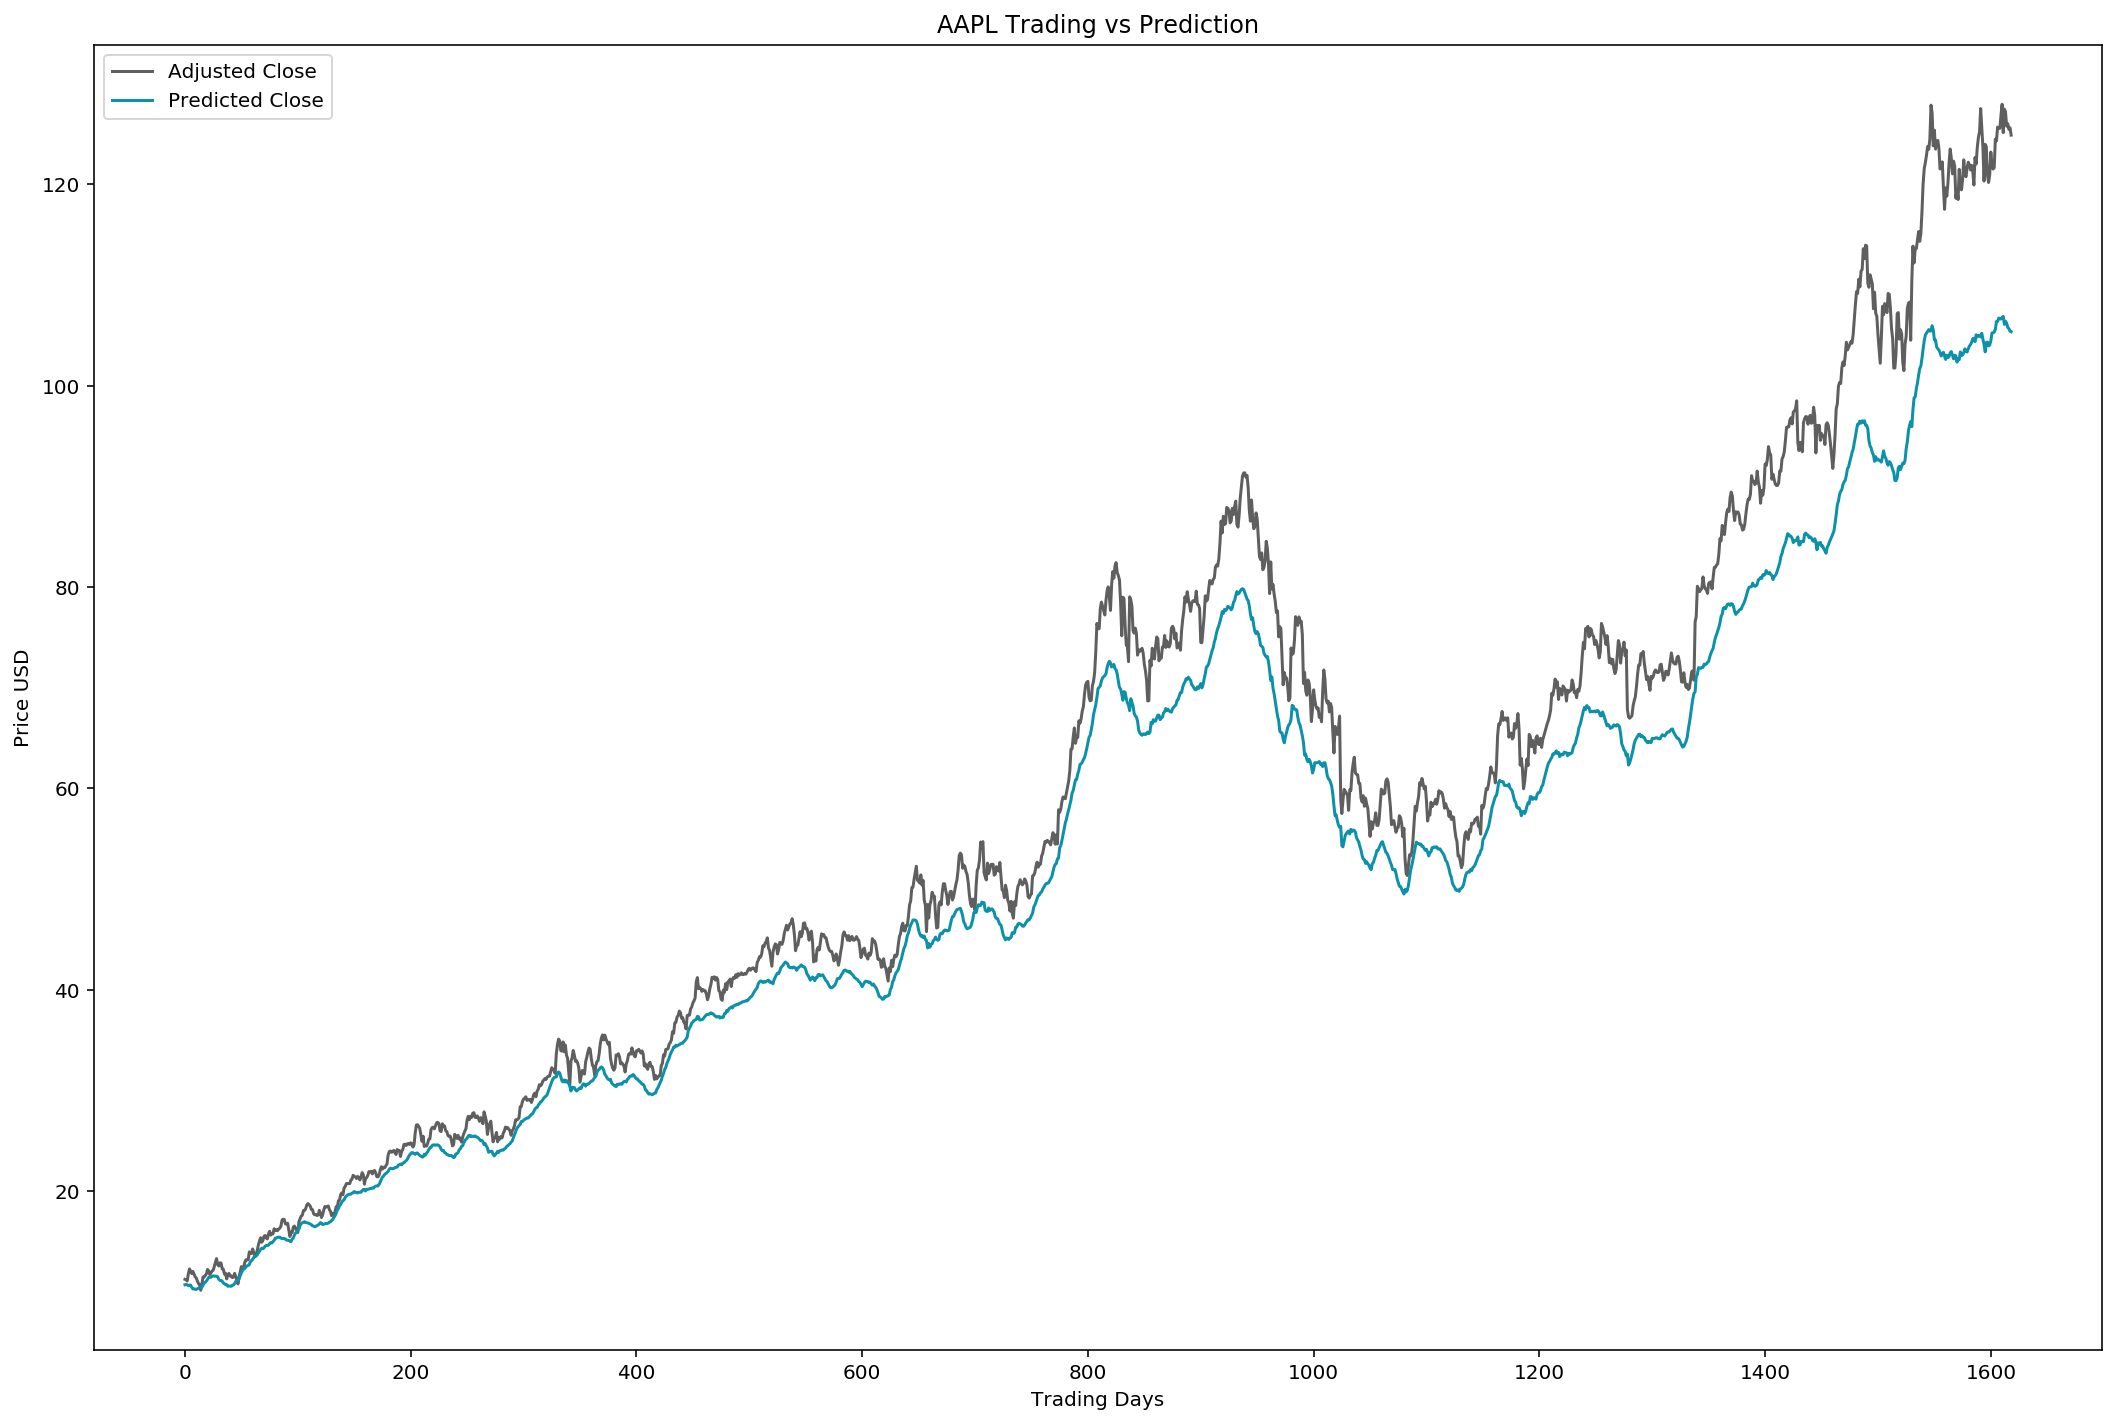 AAPL Trading vs Prediction
Adjusted Close
Predicted Close
Price USD
120
100
80
60
40
20
0 200 400 600 800 1000 1200 1400 1600
Trading Days